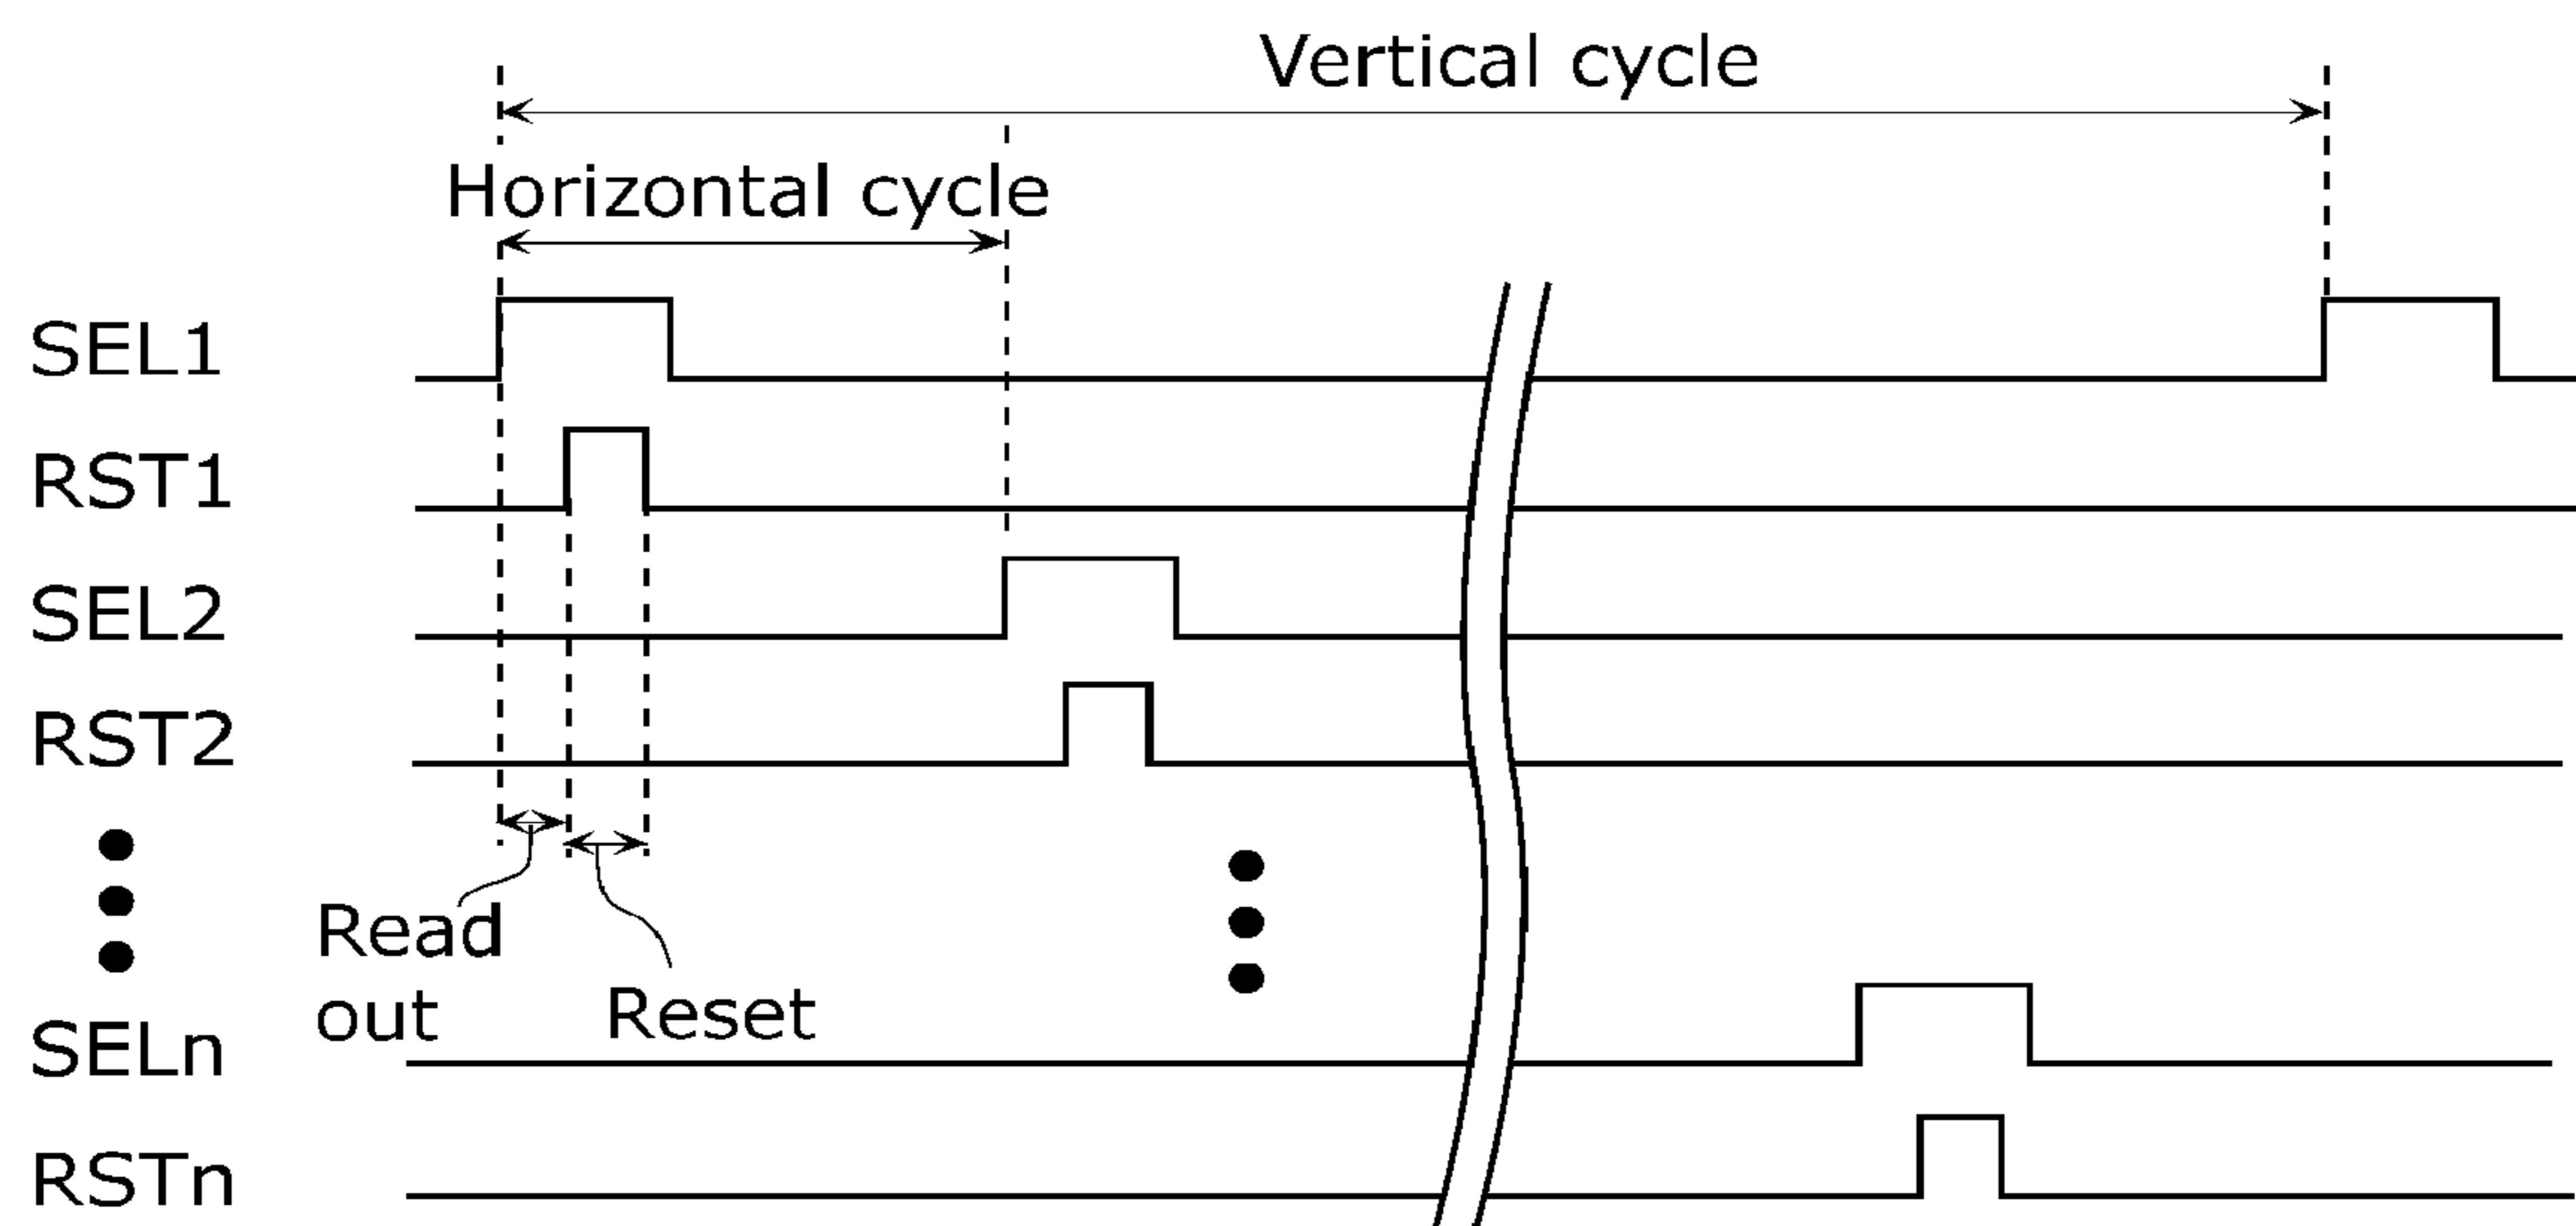 Vertical cycle
Horizontal cycle
SEL1
RST1
SEL2
RST2
Read
out
Reset
SELn
RSTn